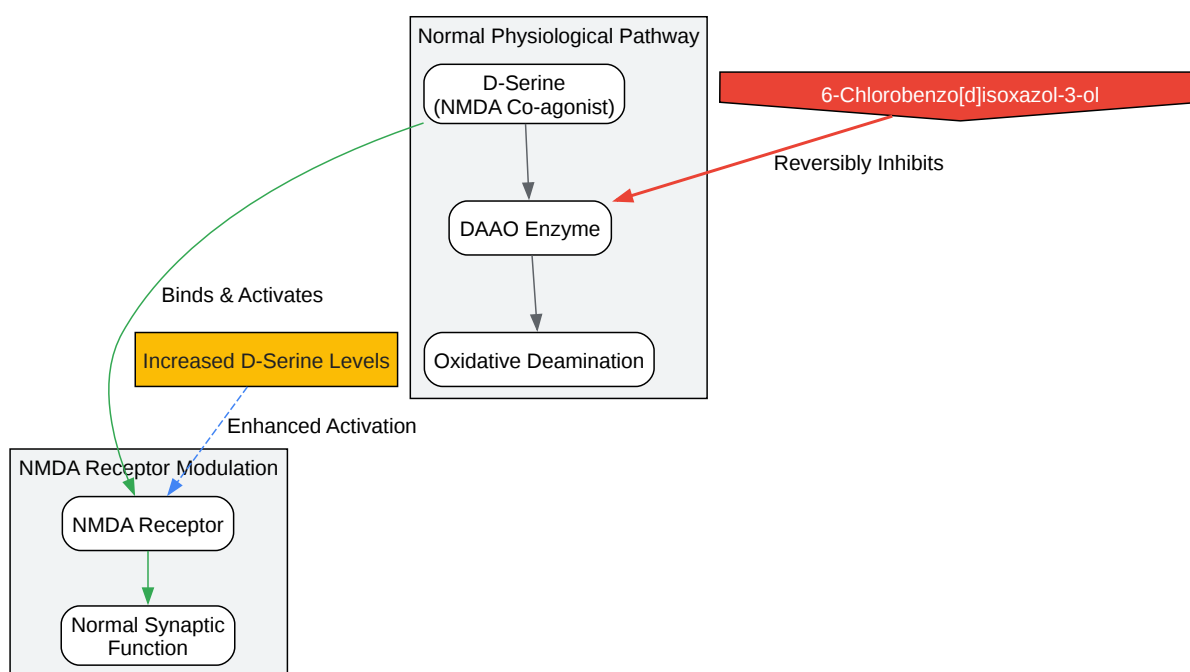 Normal Physiological Pathway
D-Serine
(NMDA Co-agonist)
6-Chlorobenzo[d]isoxazol-3-ol
Reversibly Inhibits
DAAO Enzyme
Binds & Activates
Increased D-Serine Levels
Oxidative Deamination
Enhanced Activation
NMDA Receptor Modulation
NMDA Receptor
Normal Synaptic
Function